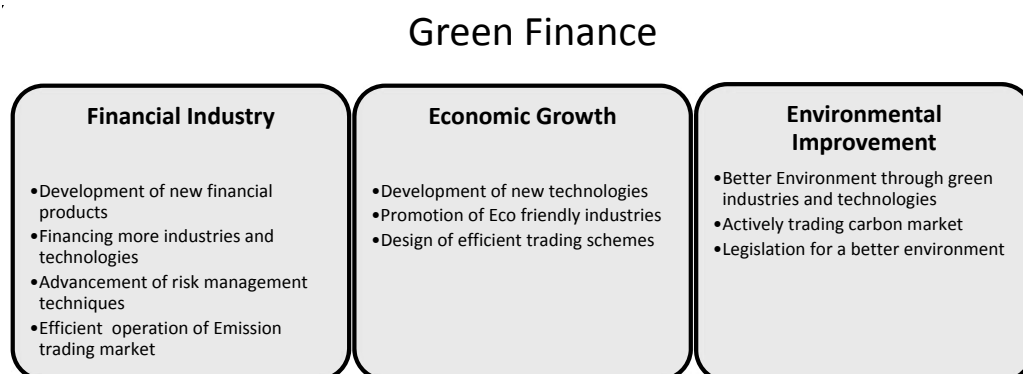 Green Finance
Financial Industry
•Development of new financial
products
•Financing more industries and
technologies
•Advancement of risk management
techniques
•Efficient operation of Emission
trading market
Economic Growth
•Development of new technologies
•Promotion of Eco friendly industries
•Design of efficient trading schemes
Environmental
Improvement
•Better Environment through green
industries and technologies
•Actively trading carbon market
•Legislation for a better environment